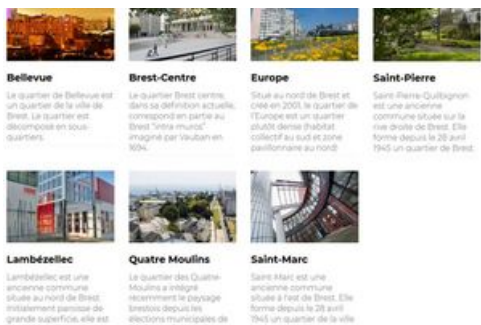 Bellevue
Le quartier de Bellevue est
un quartier de la ville de
Brest. Le quartier est
décomposé en sous-
quartiers.
Brest-Centre
Le quartier Brest centre,
dans sa définition actuelle,
correspond en partie au
Brest "intra muros"
imaginé par Vauban en
1694.
Europe
Situé au nord de Brest et
créé en 2001, le quartier de
l'Europe est un quartier
plutôt dense (habitat
collectif au sud et zone
pavillonnaire au nord)
Saint-Pierre
Saint-Pierre-Quilbignon
est une ancienne
commune située sur la
rive droite de Brest. Elle
forme depuis le 28 avril
1945 un quartier de Brest.
Lambézellec
Lambézellec est une
ancienne commune
située au nord de Brest.
Initialement paroisse de
grande superficie, elle est
Quatre Moulins
Le quartier des Quatre-
Moulins a intégré
récemment le paysage
brestois depuis les
élections municipales de
Saint-Marc
Saint-Marc est une
ancienne commune
située à l'est de Brest. Elle
forme depuis le 28 avril
1945 un quartier de la ville